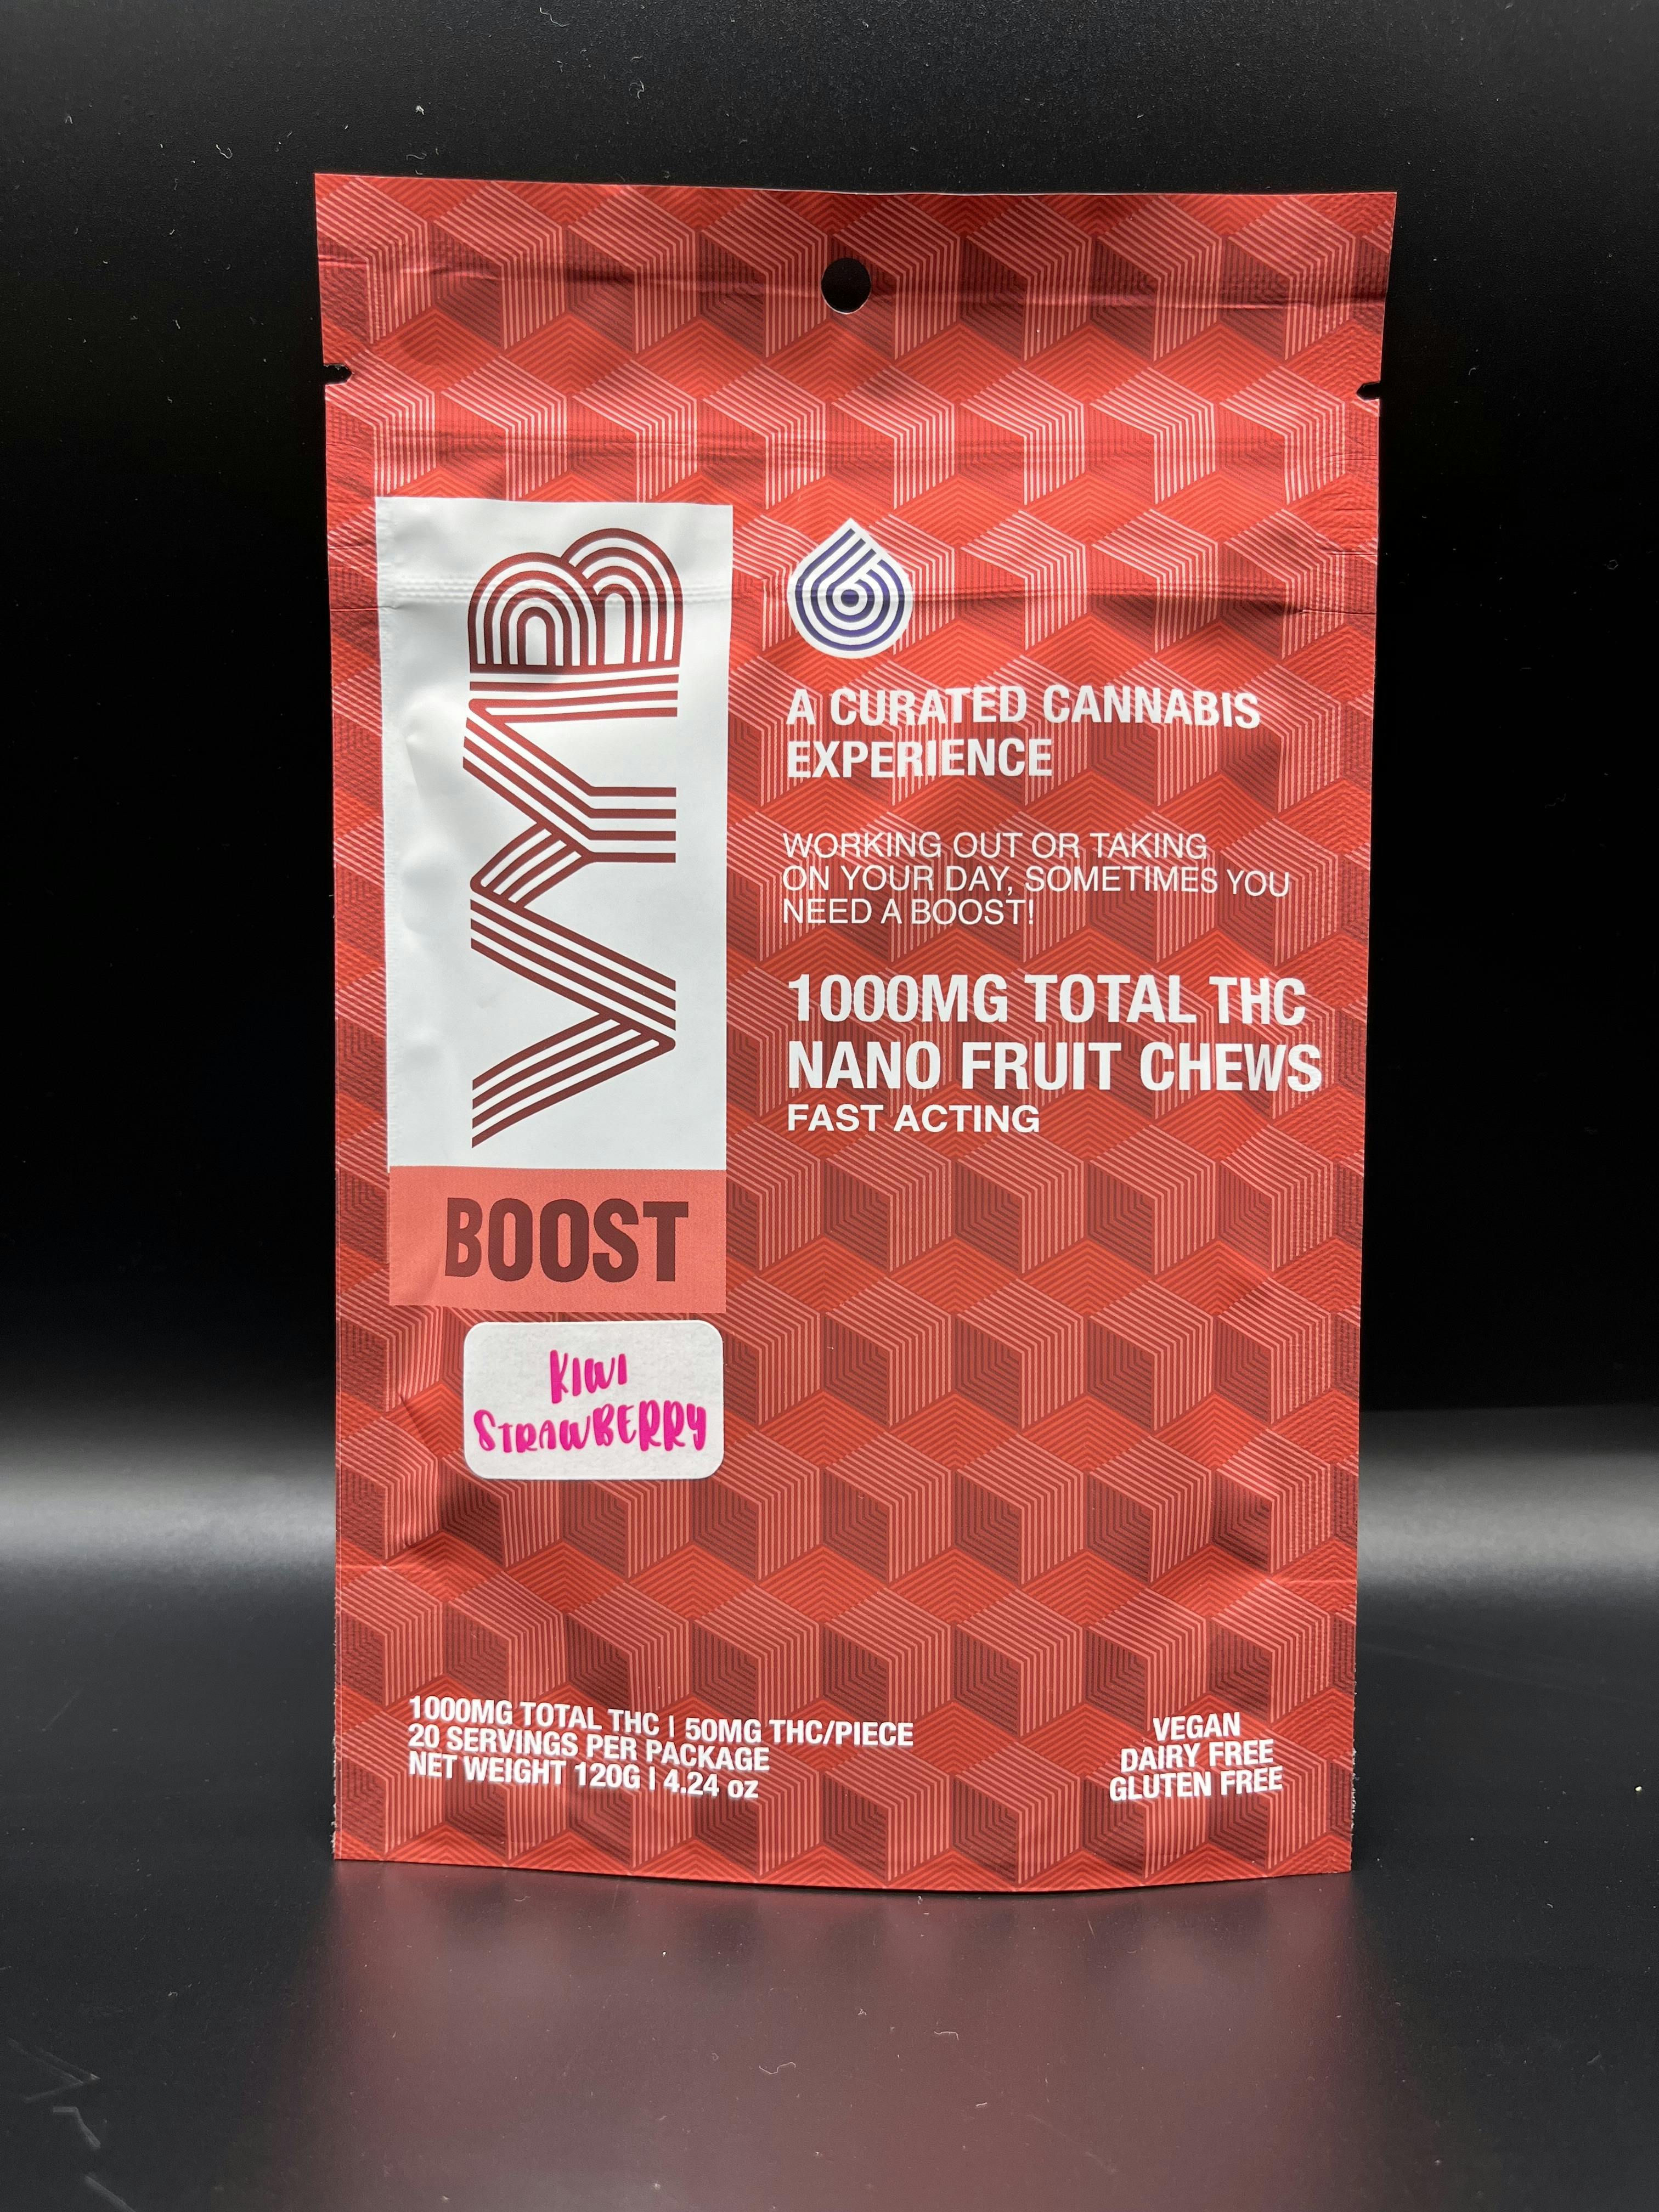 VYB
BOOST
KIWI
STRAWBERRY
A CURATED CANNABIS
EXPERIENCE
WORKING OUT OR TAKING
ON YOUR DAY, SOMETIMES YOU
NEED A BOOST!
1000MG TOTAL THC
NANO FRUIT CHEWS
FAST ACTING
1000MG TOTAL THC | 50MG THC/PIECE
20 SERVINGS PER PACKAGE
NET WEIGHT 120G | 4.24 oz
VEGAN
DAIRY FREE
GLUTEN FREE